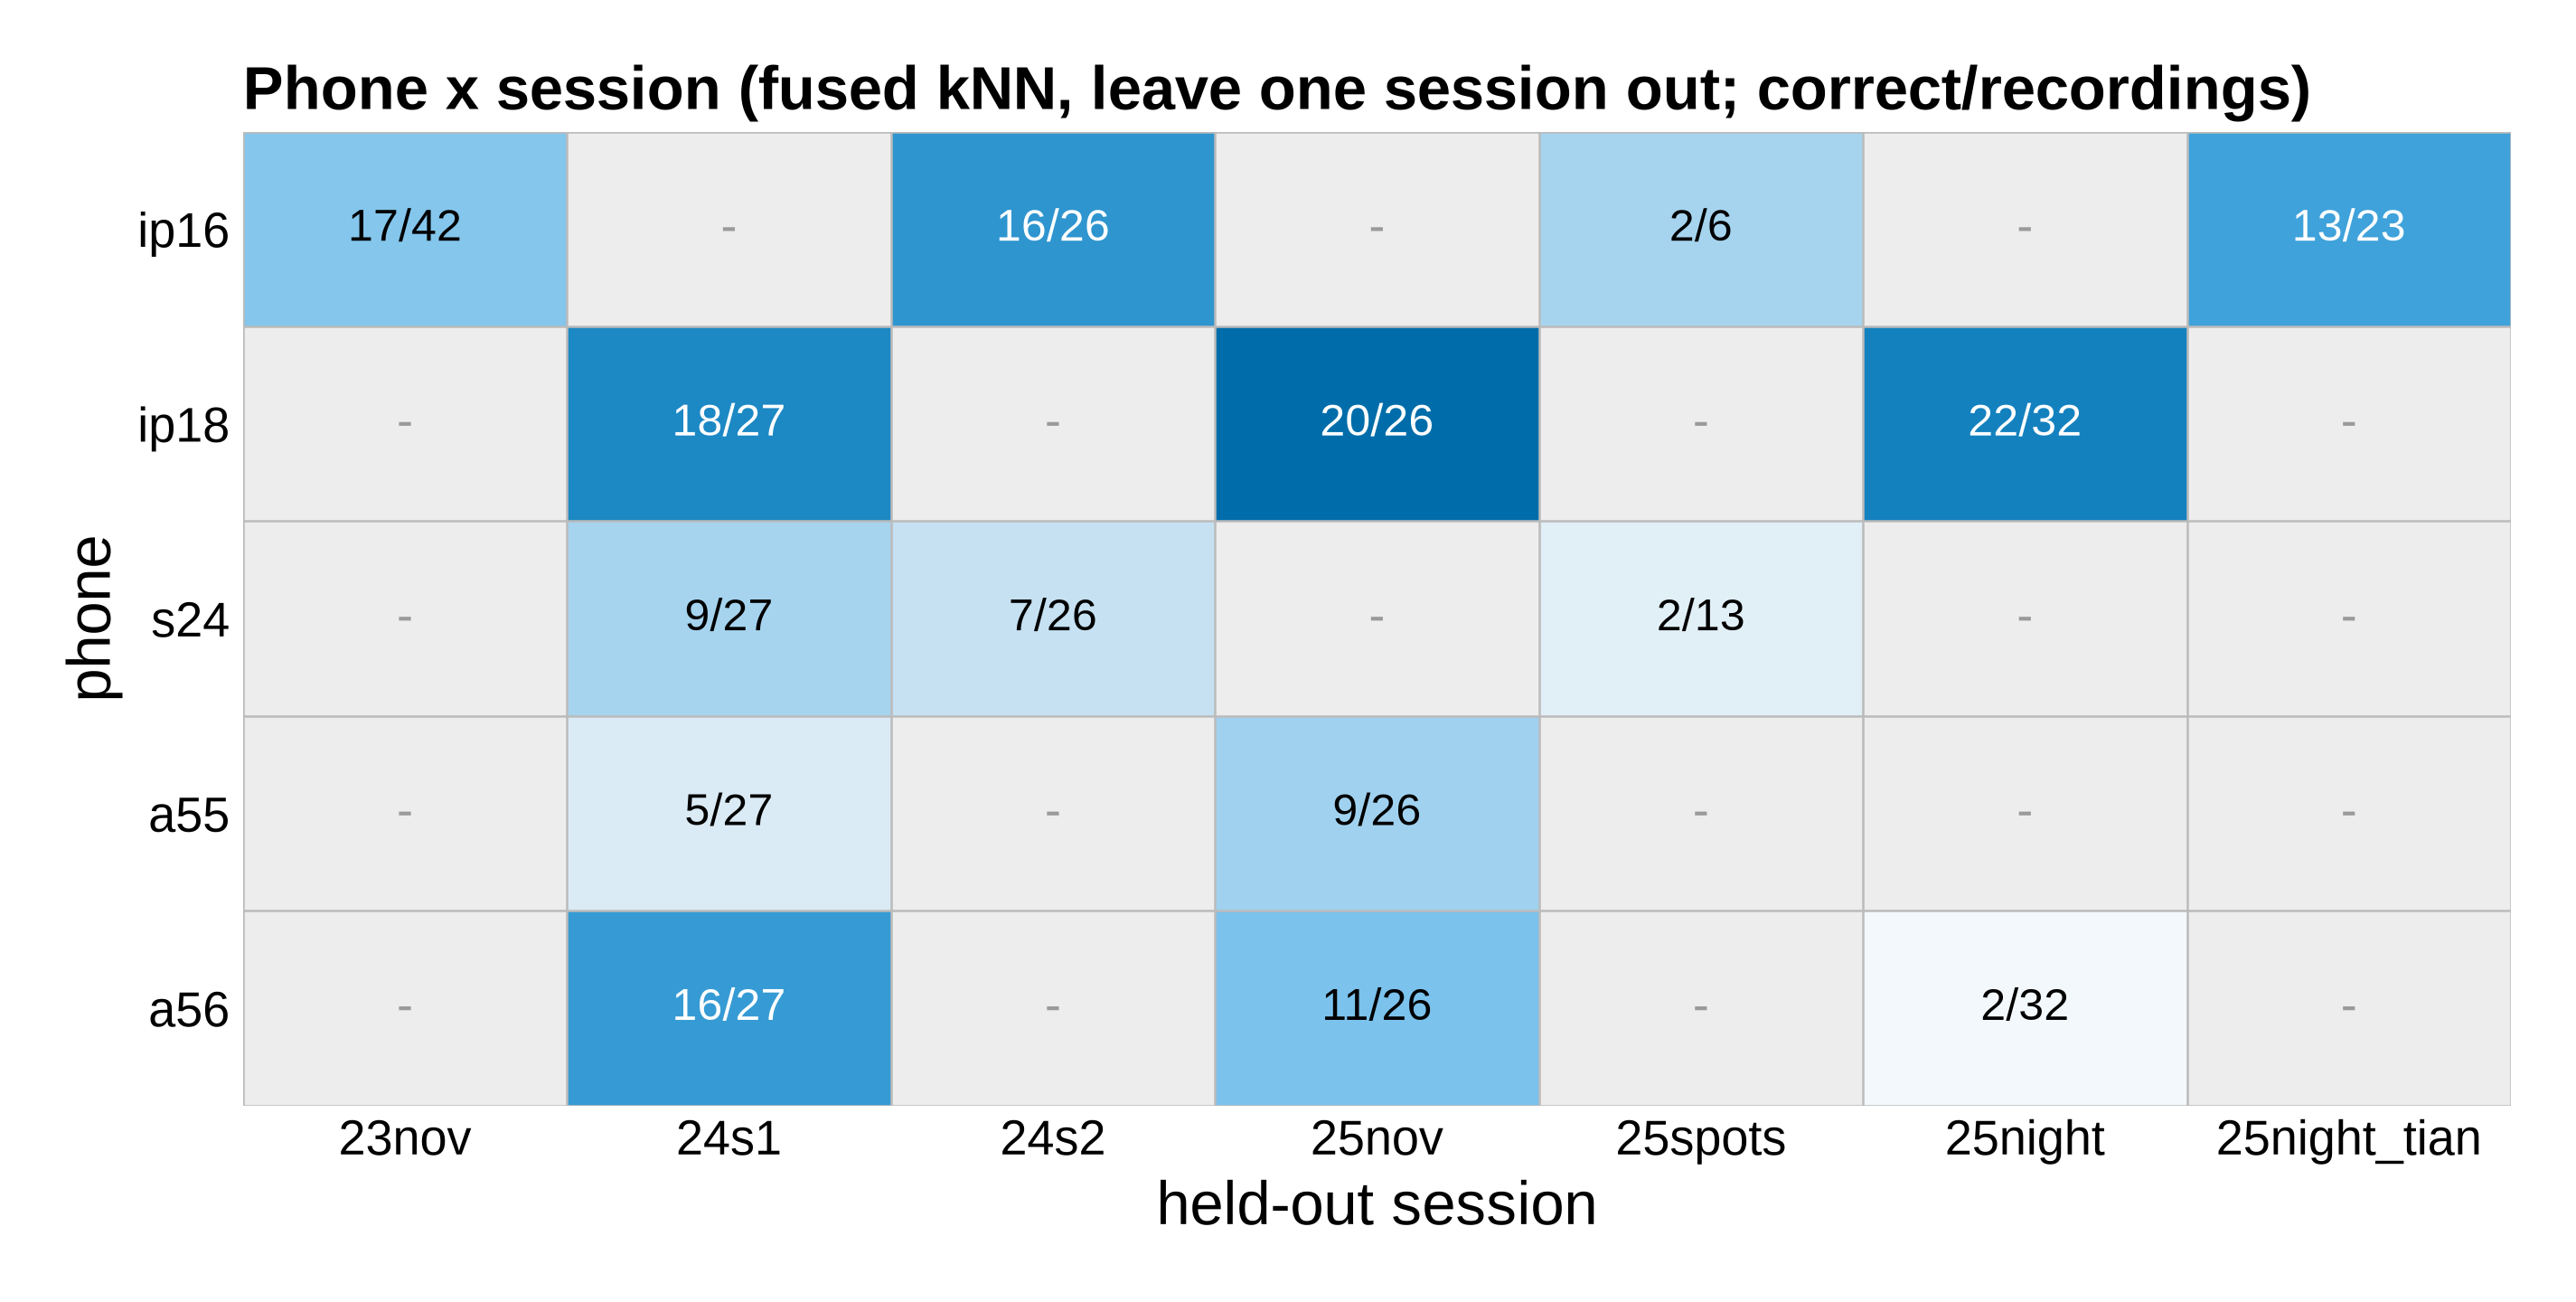 Phone x session (fused kNN, leave one session out; correct/recordings)
ip16 17/42 - 16/26 - 2/6 - 13/23
ip18 - 18/27 - 20/26 - 22/32 -
s24 - 9/27 7/26 - 2/13 - -
a55 - 5/27 - 9/26 - - -
a56 - 16/27 - 11/26 - 2/32 -
phone
23nov 24s1 24s2 25nov 25spots 25night 25night_tian
held-out session